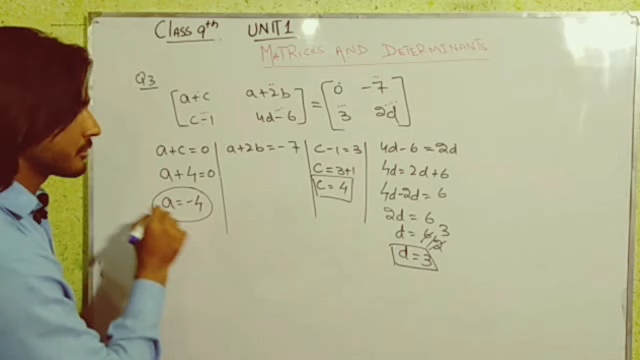 Class 9th UNIT 1
MATRICES AND DETERMINANTS
Q3
[a+c a+2b] = [0 -7]
[c-1 4d-6] [3 2d]
a+c=0
a+4=0
a=-4
a+2b=-7
c-1=3
c=3+1
c=4
4d-6=2d
4d=2d+6
4d-2d=6
2d=6
d=6/2 3
d=3